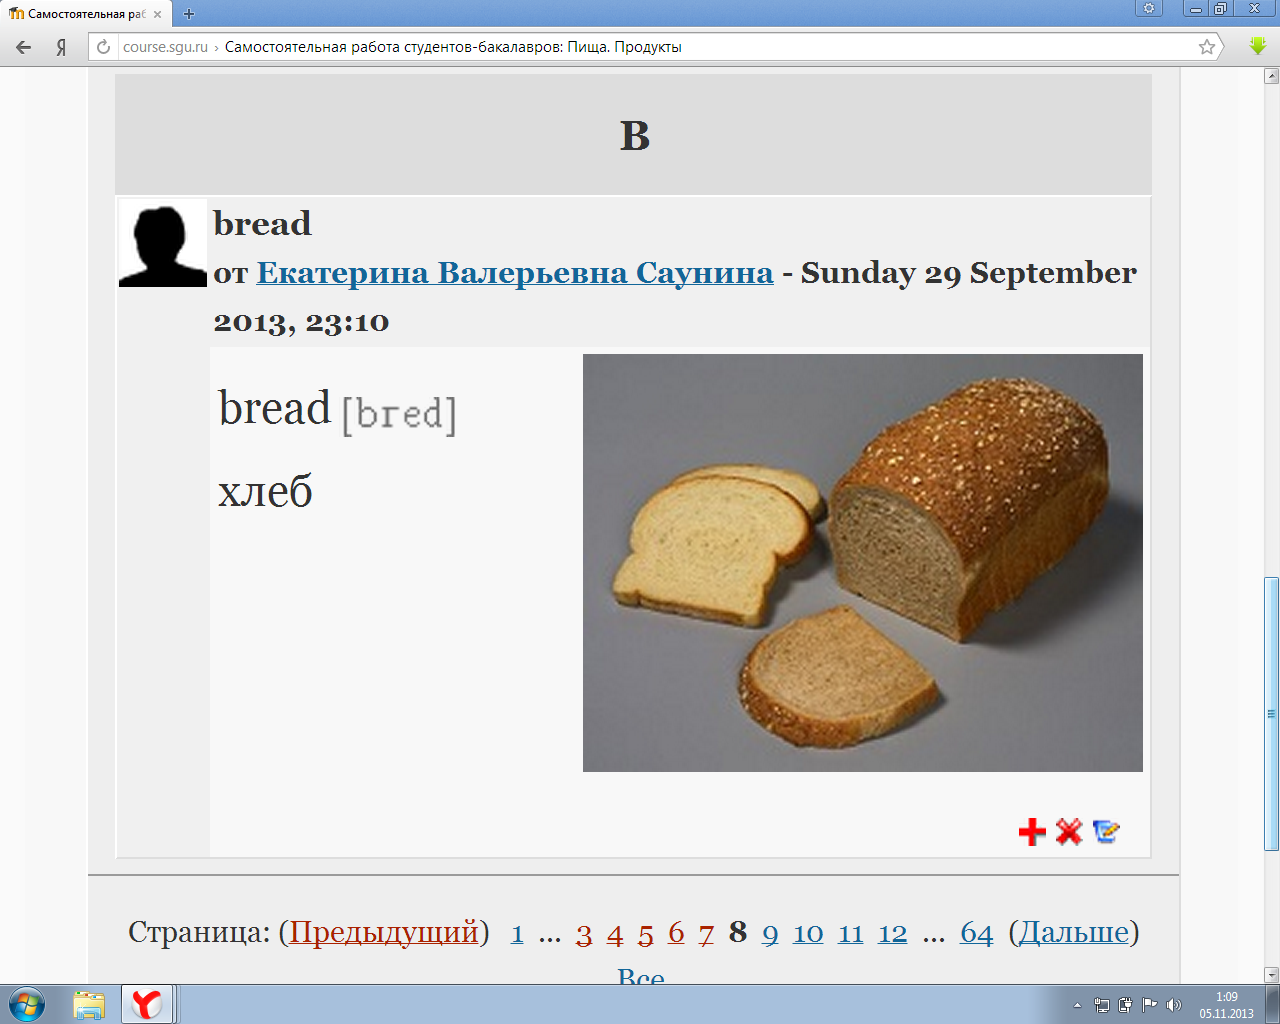 Самостоятельная раб
course.sgu.ru › Самостоятельная работа студентов-бакалавров: Пища. Продукты
B
bread
от Екатерина Валерьевна Саунина - Sunday 29 September
2013, 23:10
bread [bred]
хлеб
Страница: (Предыдущий) 1 ... 3 4 5 6 7 8 9 10 11 12 ... 64 (Дальше)
Все
1:09
05.11.2013